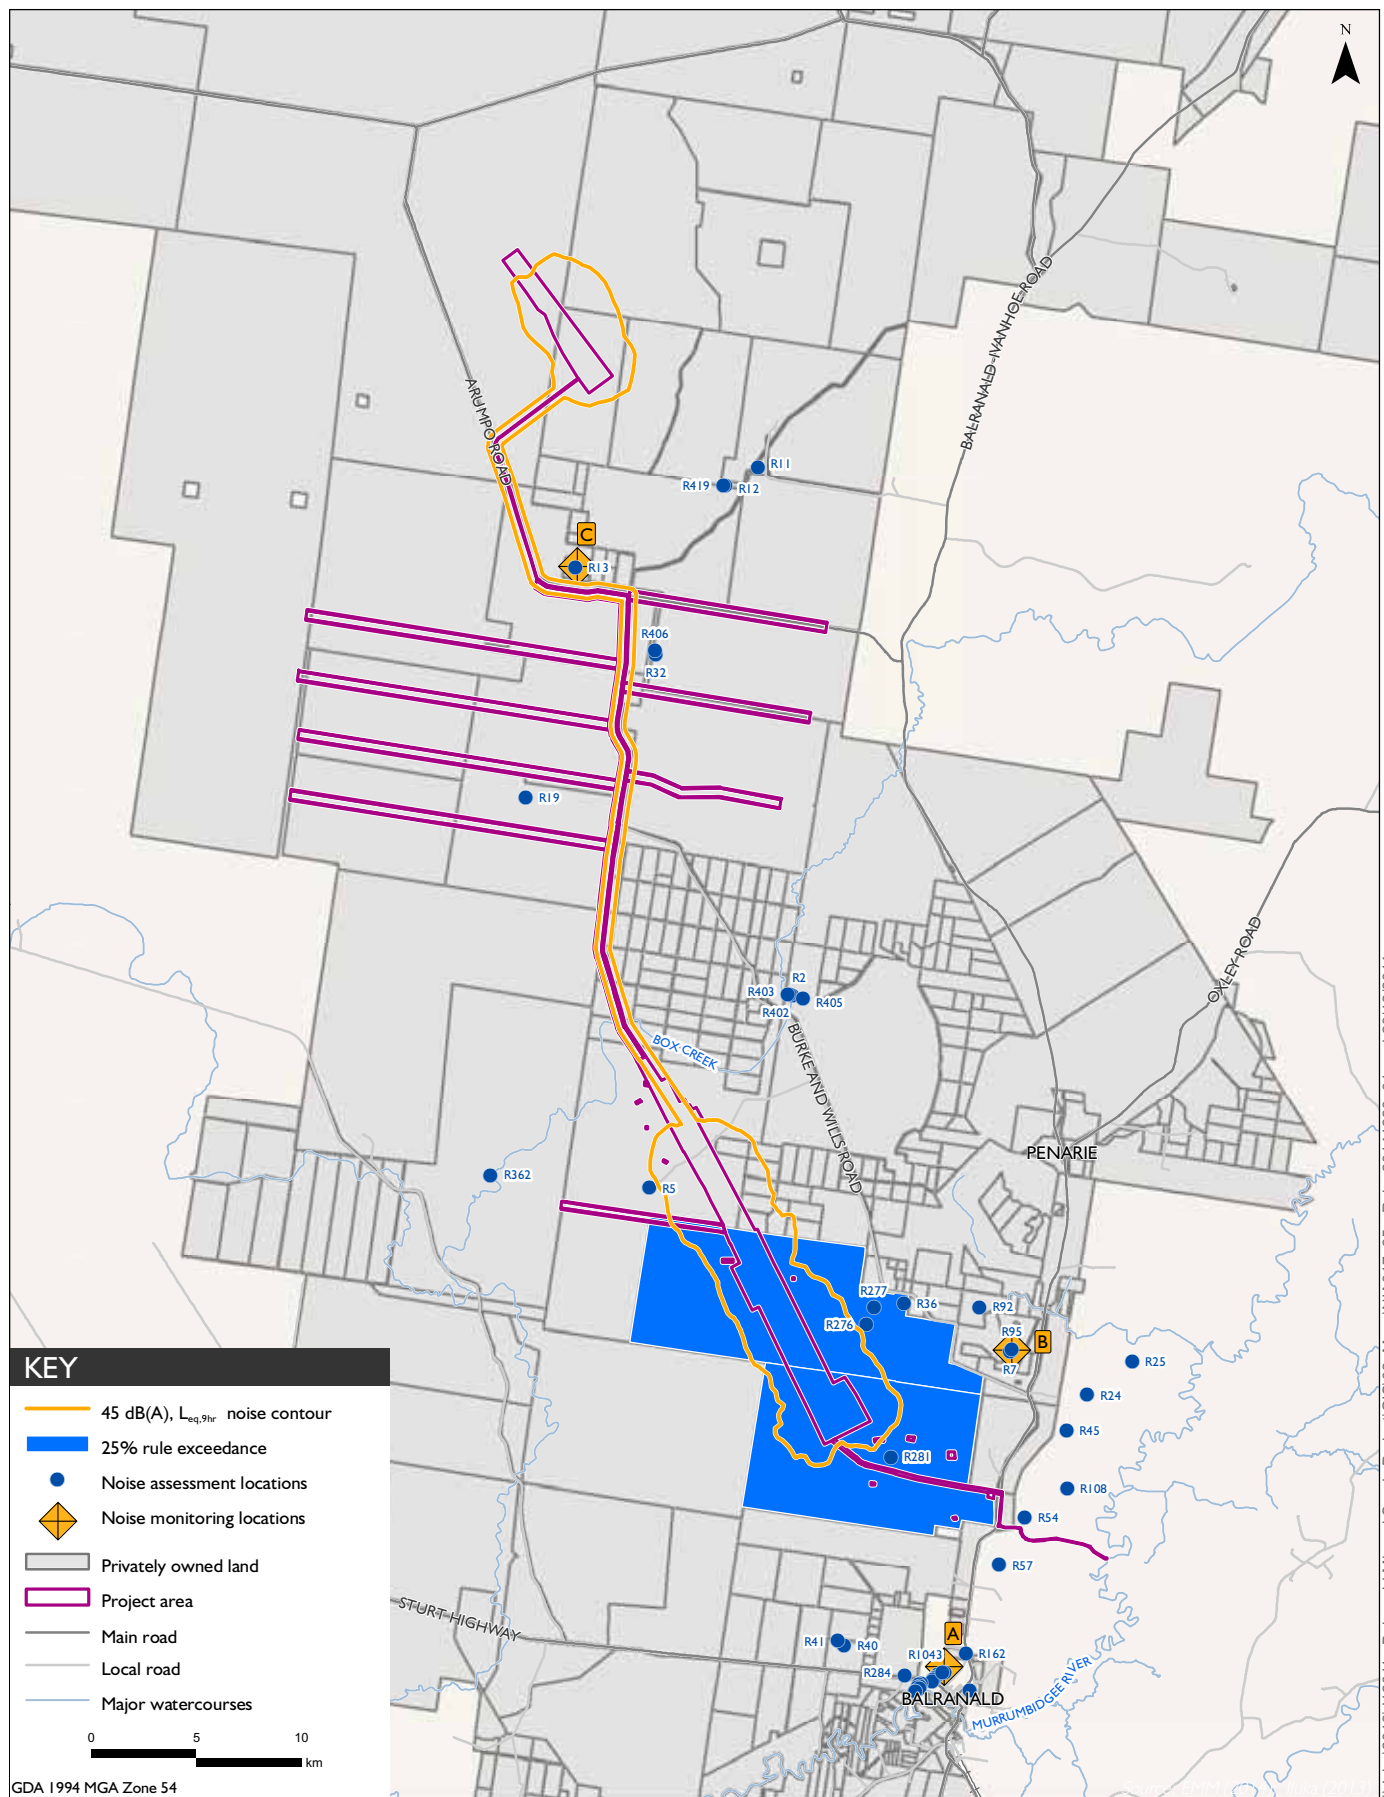 N
BALRANALD-IVANHOE ROAD
ARUMPO ROAD
R11
R419
R12
C
R13
R406
R32
R19
OXLEY ROAD
R2
R403
R405
R402
BOX CREEK
BURKE AND WILLS ROAD
PENARIE
R362
R5
R277
R36
R92
R276
R95
B
R7
R25
R24
R45
R281
R108
R54
R57
STURT HIGHWAY
A
R41
R40
R1043
R162
R284
BALRANALD
MURRUMBIDGEE RIVER
KEY
45 dB(A), Leq,9hr noise contour
25% rule exceedance
Noise assessment locations
Noise monitoring locations
Privately owned land
Project area
Main road
Local road
Major watercourses
0 5 10
km
GDA 1994 MGA Zone 54